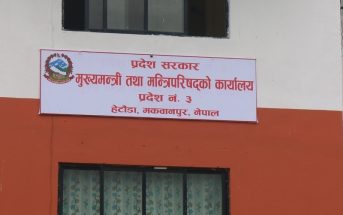 प्रदेश सरकार
मुख्यमन्त्री तथा मन्त्रिपरिषद्को कार्यालय
प्रदेश नं. ३
हेटौंडा, मकवानपुर, नेपाल